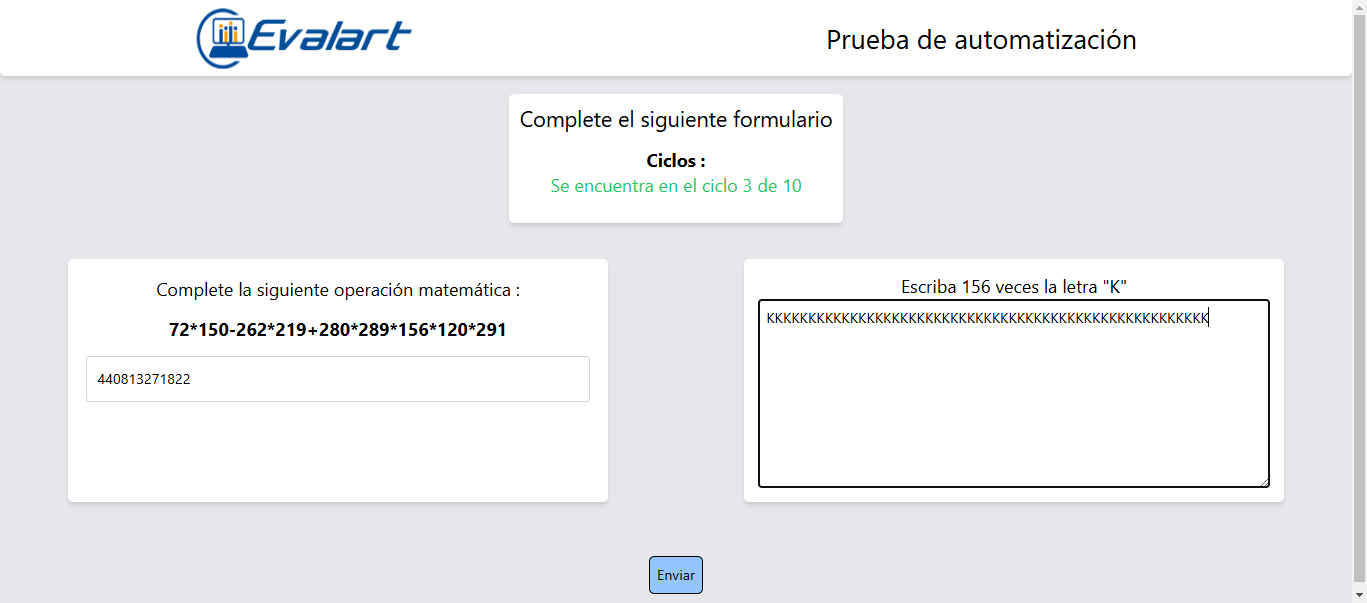 Evalart
Prueba de automatización
Complete el siguiente formulario
Ciclos :
Se encuentra en el ciclo 3 de 10
Complete la siguiente operación matemática :
72*150-262*219+280*289*156*120*291
440813271822
Escriba 156 veces la letra "K"
KKKKKKKKKKKKKKKKKKKKKKKKKKKKKKKKKKKKKKKKKKKKKKKKKKKKKK
Enviar